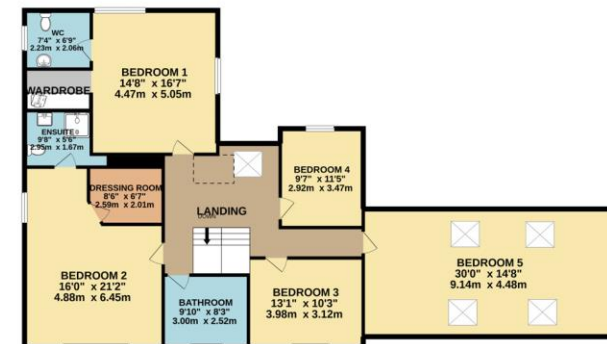 WC
7'4" x 6'9"
2.23m x 2.06m
BEDROOM 1
14'8" x 16'7"
4.47m x 5.05m
WARDROBE
ENSUITE
9'8" x 5'6"
2.95m x 1.67m
DRESSING ROOM
8'6" x 6'7"
2.59m x 2.01m
BEDROOM 4
9'7" x 11'5"
2.92m x 3.47m
LANDING
DOWN
BEDROOM 2
16'0" x 21'2"
4.88m x 6.45m
BATHROOM
9'10" x 8'3"
3.00m x 2.52m
BEDROOM 3
13'1" x 10'3"
3.98m x 3.12m
BEDROOM 5
30'0" x 14'8"
9.14m x 4.48m